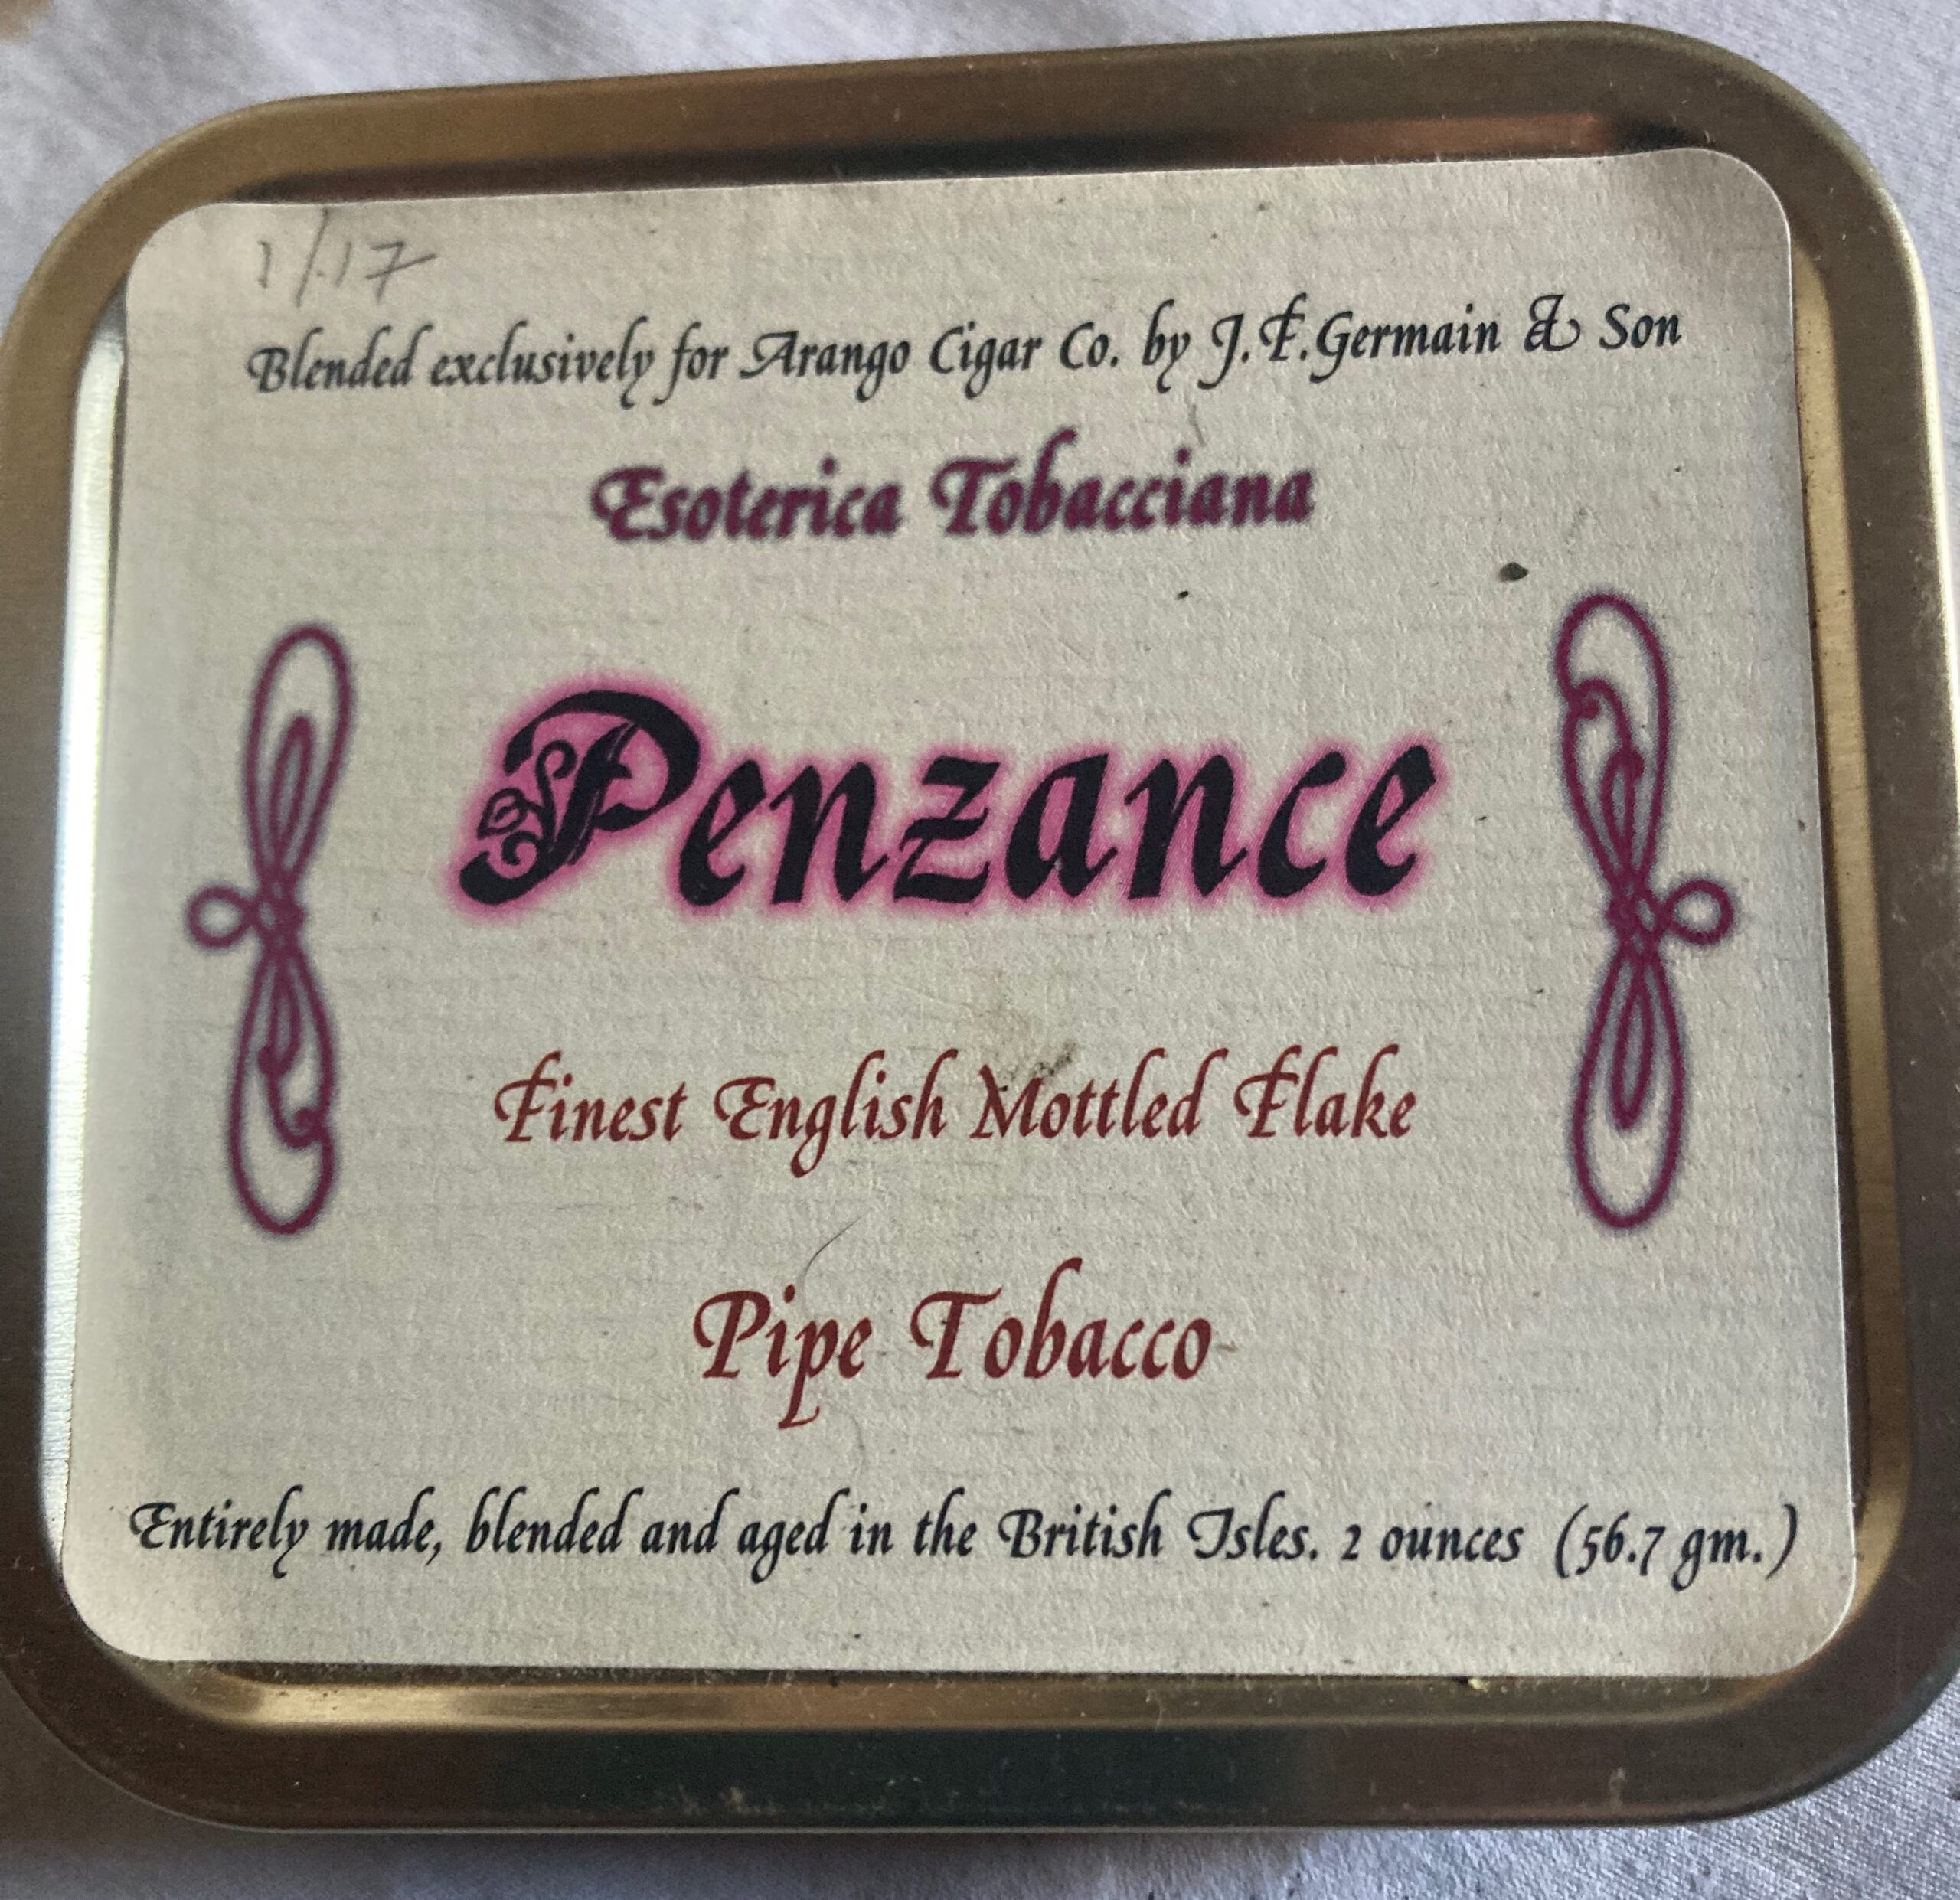 1/17
Blended exclusively for Arango Cigar Co. by J.F.Germain & Son
Esoterica Tobacciana
Penzance
Finest English Mottled Flake
Pipe Tobacco
Entirely made, blended and aged in the British Isles. 2 ounces (56.7 gm.)